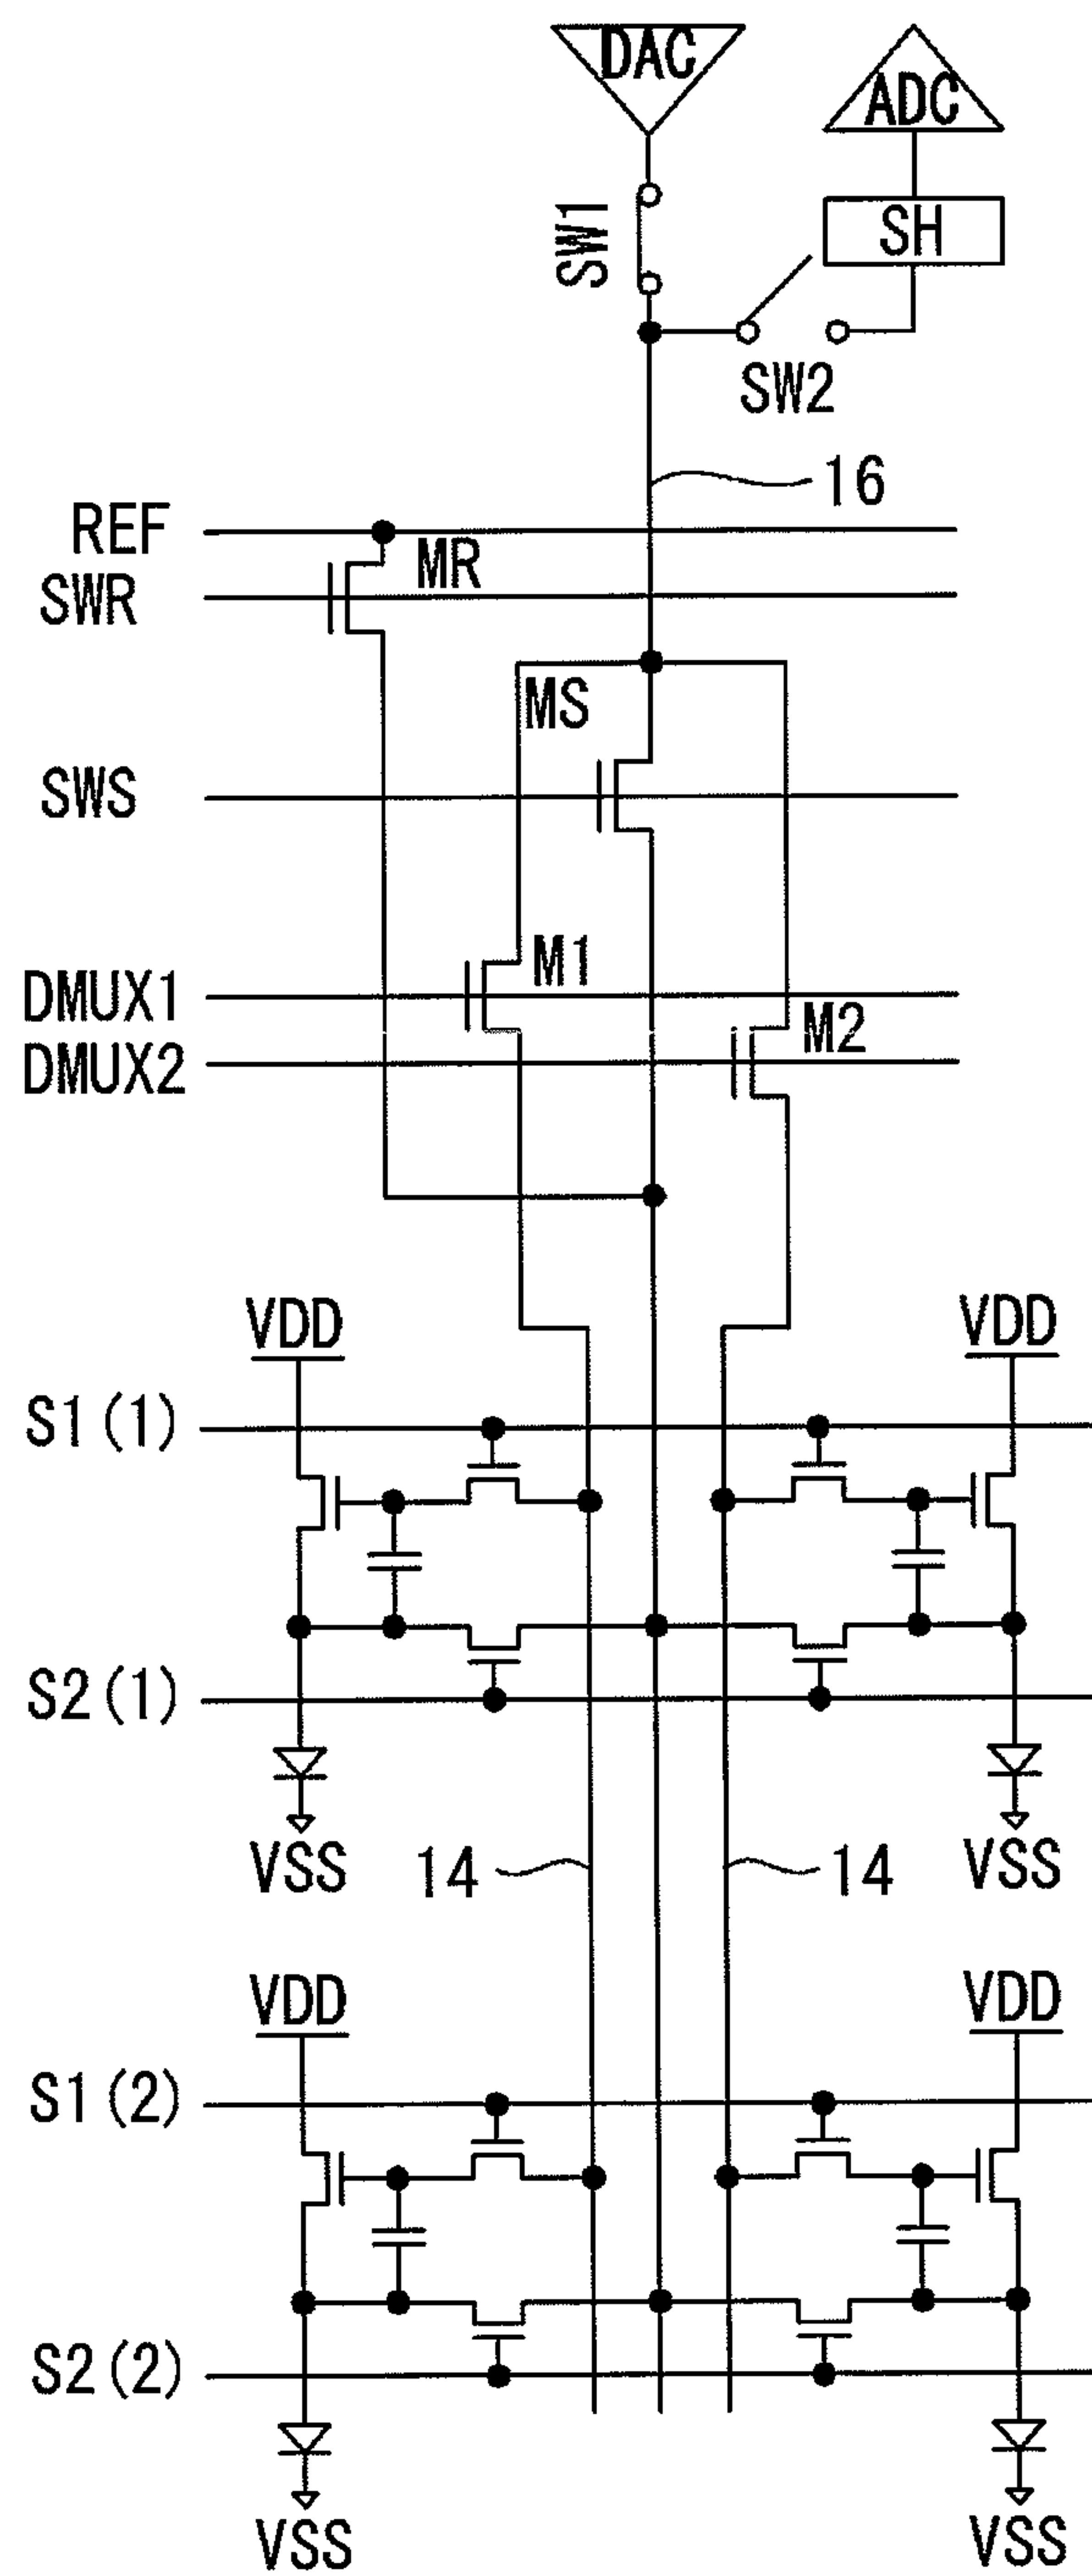 DAC
ADC
SW1
SH
SW2
16
REF
MR
SWR
MS
SWS
M1
DMUX1
M2
DMUX2
VDD
VDD
S1(1)
S2(1)
VSS
14
14
VSS
VDD
VDD
S1(2)
S2(2)
VSS
VSS